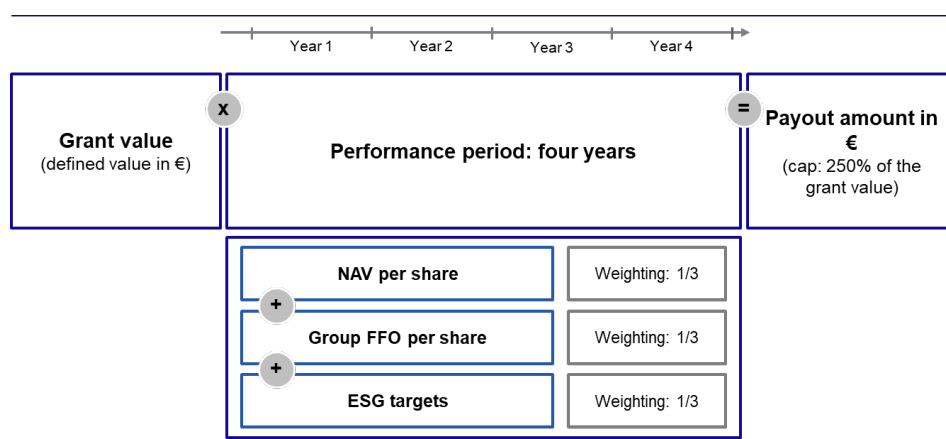 Year 1
Year 2
Year 3
Year 4
Grant value
(defined value in €)
x
Performance period: four years
=
Payout amount in
€
(cap: 250% of the
grant value)
NAV per share
Weighting: 1/3
+
Group FFO per share
Weighting: 1/3
+
ESG targets
Weighting: 1/3